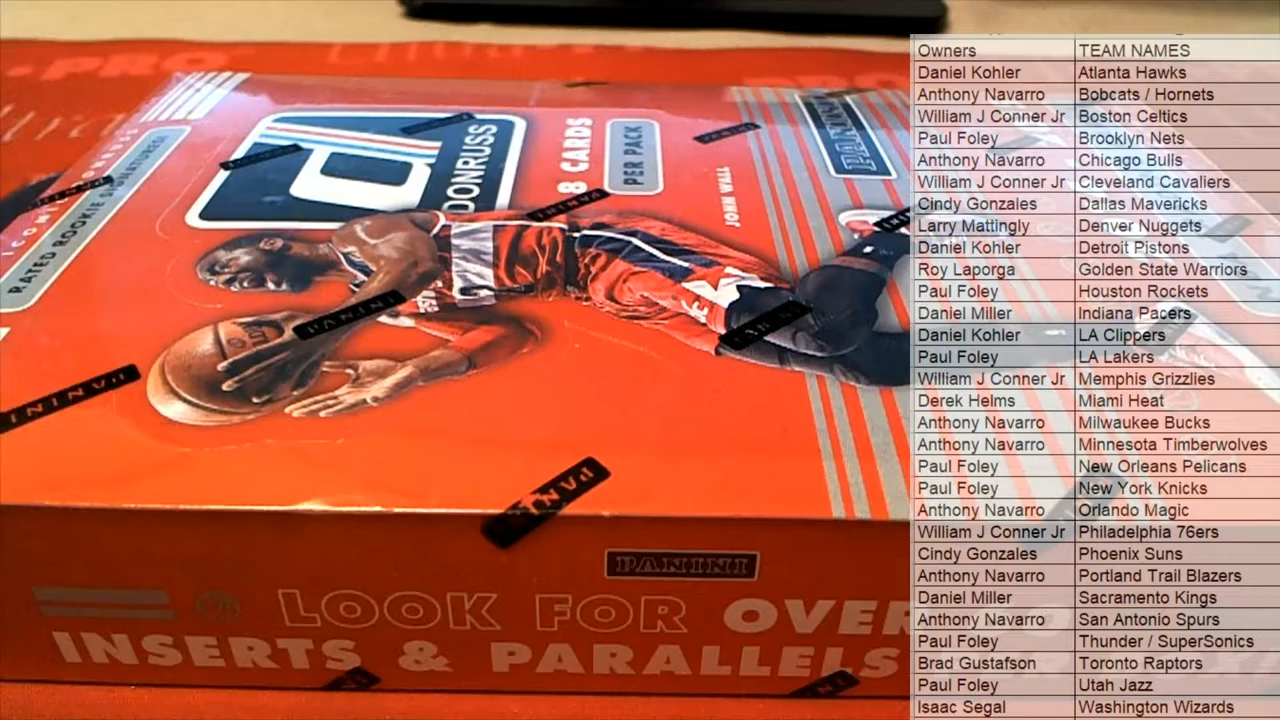 PRO
RATED ROOKIE SIGNATURES!
DONRUSS
8 CARDS
PER PACK
JOHN WALL
PANINI
PANINI
PANINI
PANINI
PANINI
PANINI
LOOK FOR OVER
INSERTS & PARALLELS
Owners TEAM NAMES
Daniel Kohler Atlanta Hawks
Anthony Navarro Bobcats / Hornets
William J Conner Jr Boston Celtics
Paul Foley Brooklyn Nets
Anthony Navarro Chicago Bulls
William J Conner Jr Cleveland Cavaliers
Cindy Gonzales Dallas Mavericks
Larry Mattingly Denver Nuggets
Daniel Kohler Detroit Pistons
Roy Laporga Golden State Warriors
Paul Foley Houston Rockets
Daniel Miller Indiana Pacers
Daniel Kohler LA Clippers
Paul Foley LA Lakers
William J Conner Jr Memphis Grizzlies
Derek Helms Miami Heat
Anthony Navarro Milwaukee Bucks
Anthony Navarro Minnesota Timberwolves
Paul Foley New Orleans Pelicans
Paul Foley New York Knicks
Anthony Navarro Orlando Magic
William J Conner Jr Philadelphia 76ers
Cindy Gonzales Phoenix Suns
Anthony Navarro Portland Trail Blazers
Daniel Miller Sacramento Kings
Anthony Navarro San Antonio Spurs
Paul Foley Thunder / SuperSonics
Brad Gustafson Toronto Raptors
Paul Foley Utah Jazz
Isaac Segal Washington Wizards